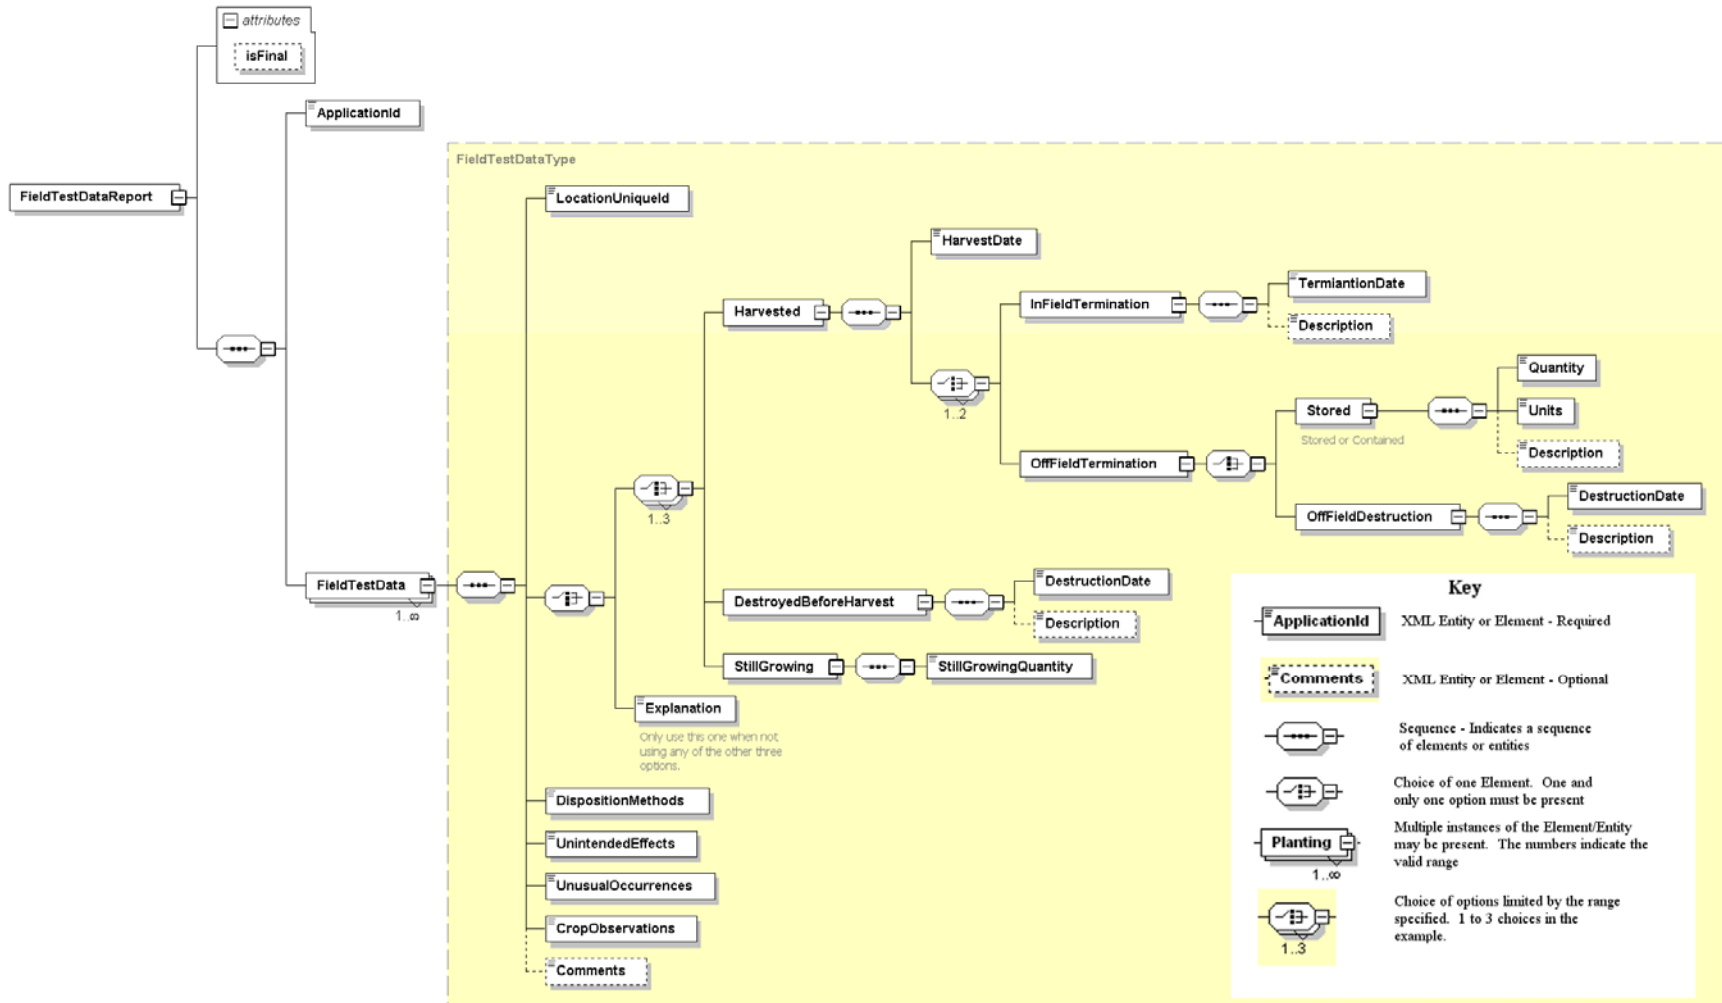 attributes
isFinal
ApplicationId
FieldTestDataType
FieldTestDataReport
LocationUniqueId
HarvestDate
TermiantionDate
InFieldTermination
Harvested
Description
Quantity
1..2
Stored
Units
Stored or Contained
Description
OffFieldTermination
1..3
DestructionDate
OffFieldDestruction
Description
FieldTestData
1..∞
DestructionDate
DestroyedBeforeHarvest
Description
StillGrowing
StillGrowingQuantity
Explanation
Only use this one when not
using any of the other three
options.
DispositionMethods
UnintendedEffects
UnusualOccurrences
CropObservations
Comments
Key
ApplicationId
XML Entity or Element - Required
Comments
XML Entity or Element - Optional
Sequence - Indicates a sequence
of elements or entities
Choice of one Element. One and
only one option must be present
Planting
1..∞
Multiple instances of the Element/Entity
may be present. The numbers indicate the
valid range
1..3
Choice of options limited by the range
specified. 1 to 3 choices in the
example.